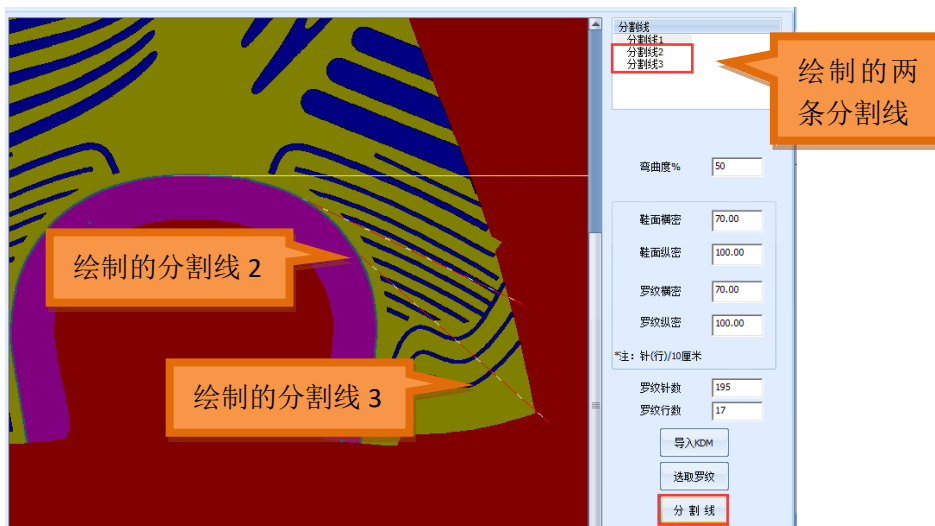 分割线
分割线1
分割线2
分割线3
绘制的两
条分割线
弯曲度% 50
鞋面横密 70.00
鞋面纵密 100.00
罗纹横密 70.00
罗纹纵密 100.00
*注：针(行)/10厘米
罗纹针数 195
罗纹行数 17
导入KDM
选取罗纹
分 割 线
绘制的分割线 2
绘制的分割线 3